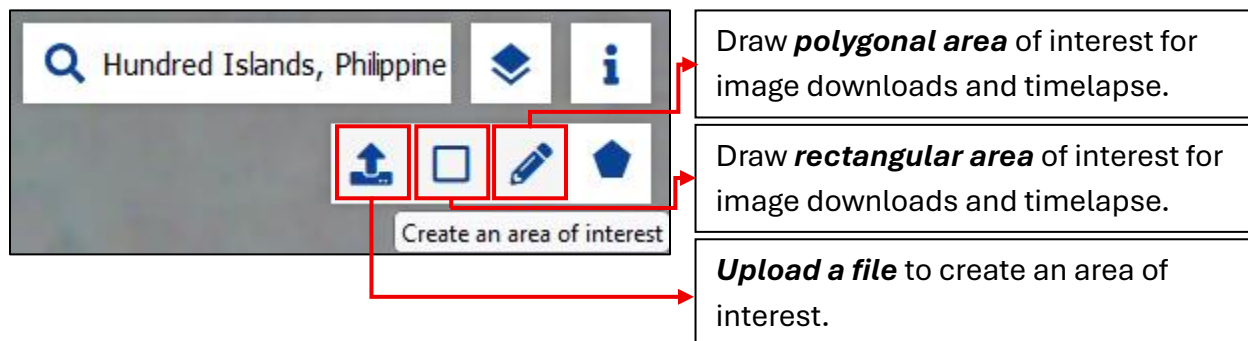 Hundred Islands, Philippine
Create an area of interest
Draw polygonal area of interest for
image downloads and timelapse.
Draw rectangular area of interest for
image downloads and timelapse.
Upload a file to create an area of
interest.